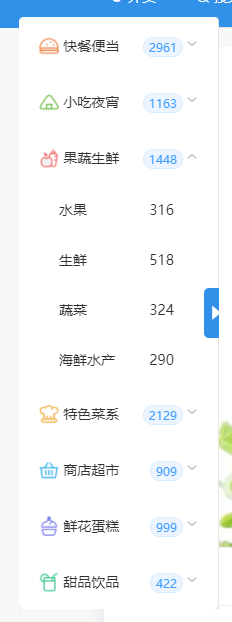 快餐便当 2961
小吃夜宵 1163
果蔬生鲜 1448
水果 316
生鲜 518
蔬菜 324
海鲜水产 290
特色菜系 2129
商店超市 909
鲜花蛋糕 999
甜品饮品 422